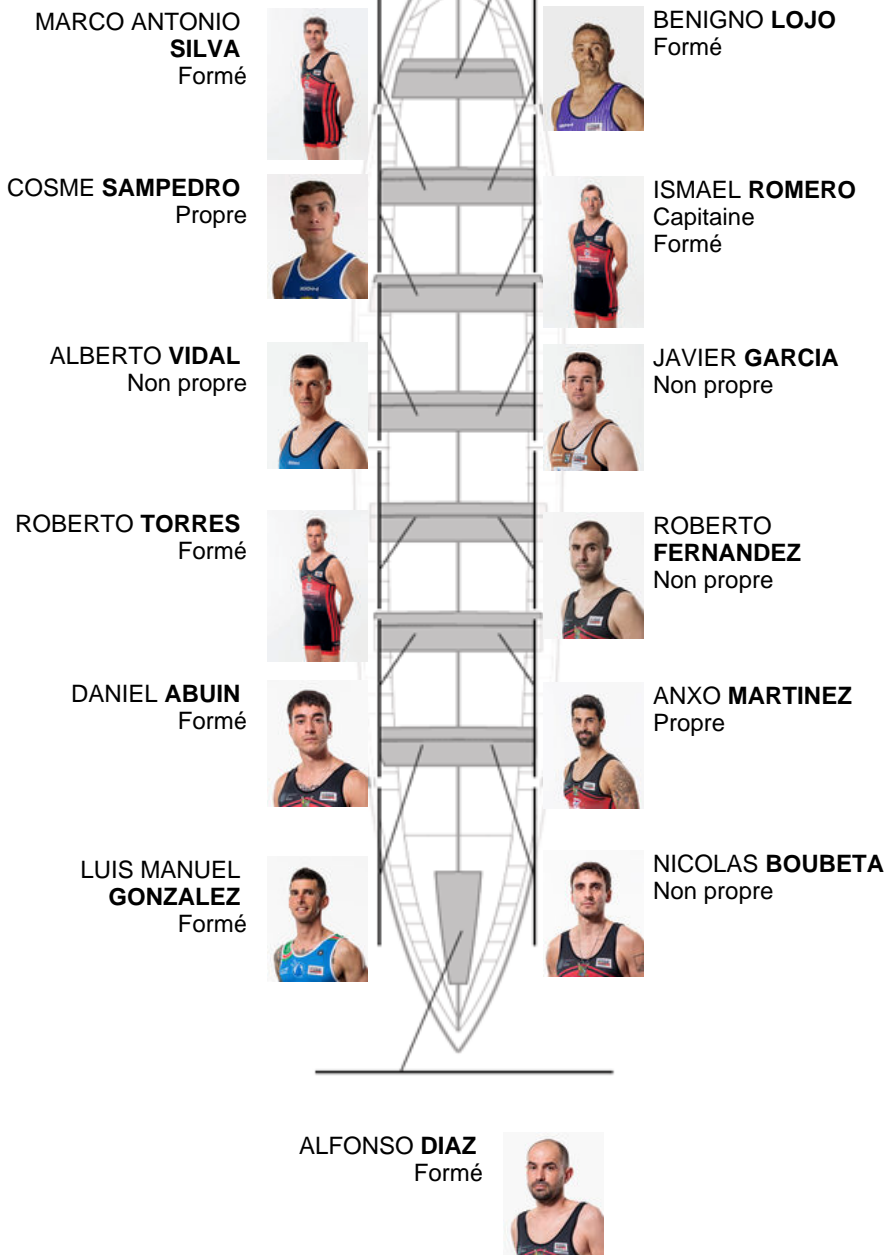 MARCO ANTONIO
SILVA
Formé
BENIGNO LOJO
Formé
COSME SAMPEDRO
Propre
ISMAEL ROMERO
Capitaine
Formé
ALBERTO VIDAL
Non propre
JAVIER GARCIA
Non propre
ROBERTO TORRES
Formé
ROBERTO
FERNANDEZ
Non propre
DANIEL ABUIN
Formé
ANXO MARTINEZ
Propre
LUIS MANUEL
GONZALEZ
Formé
NICOLAS BOUBETA
Non propre
ALFONSO DIAZ
Formé